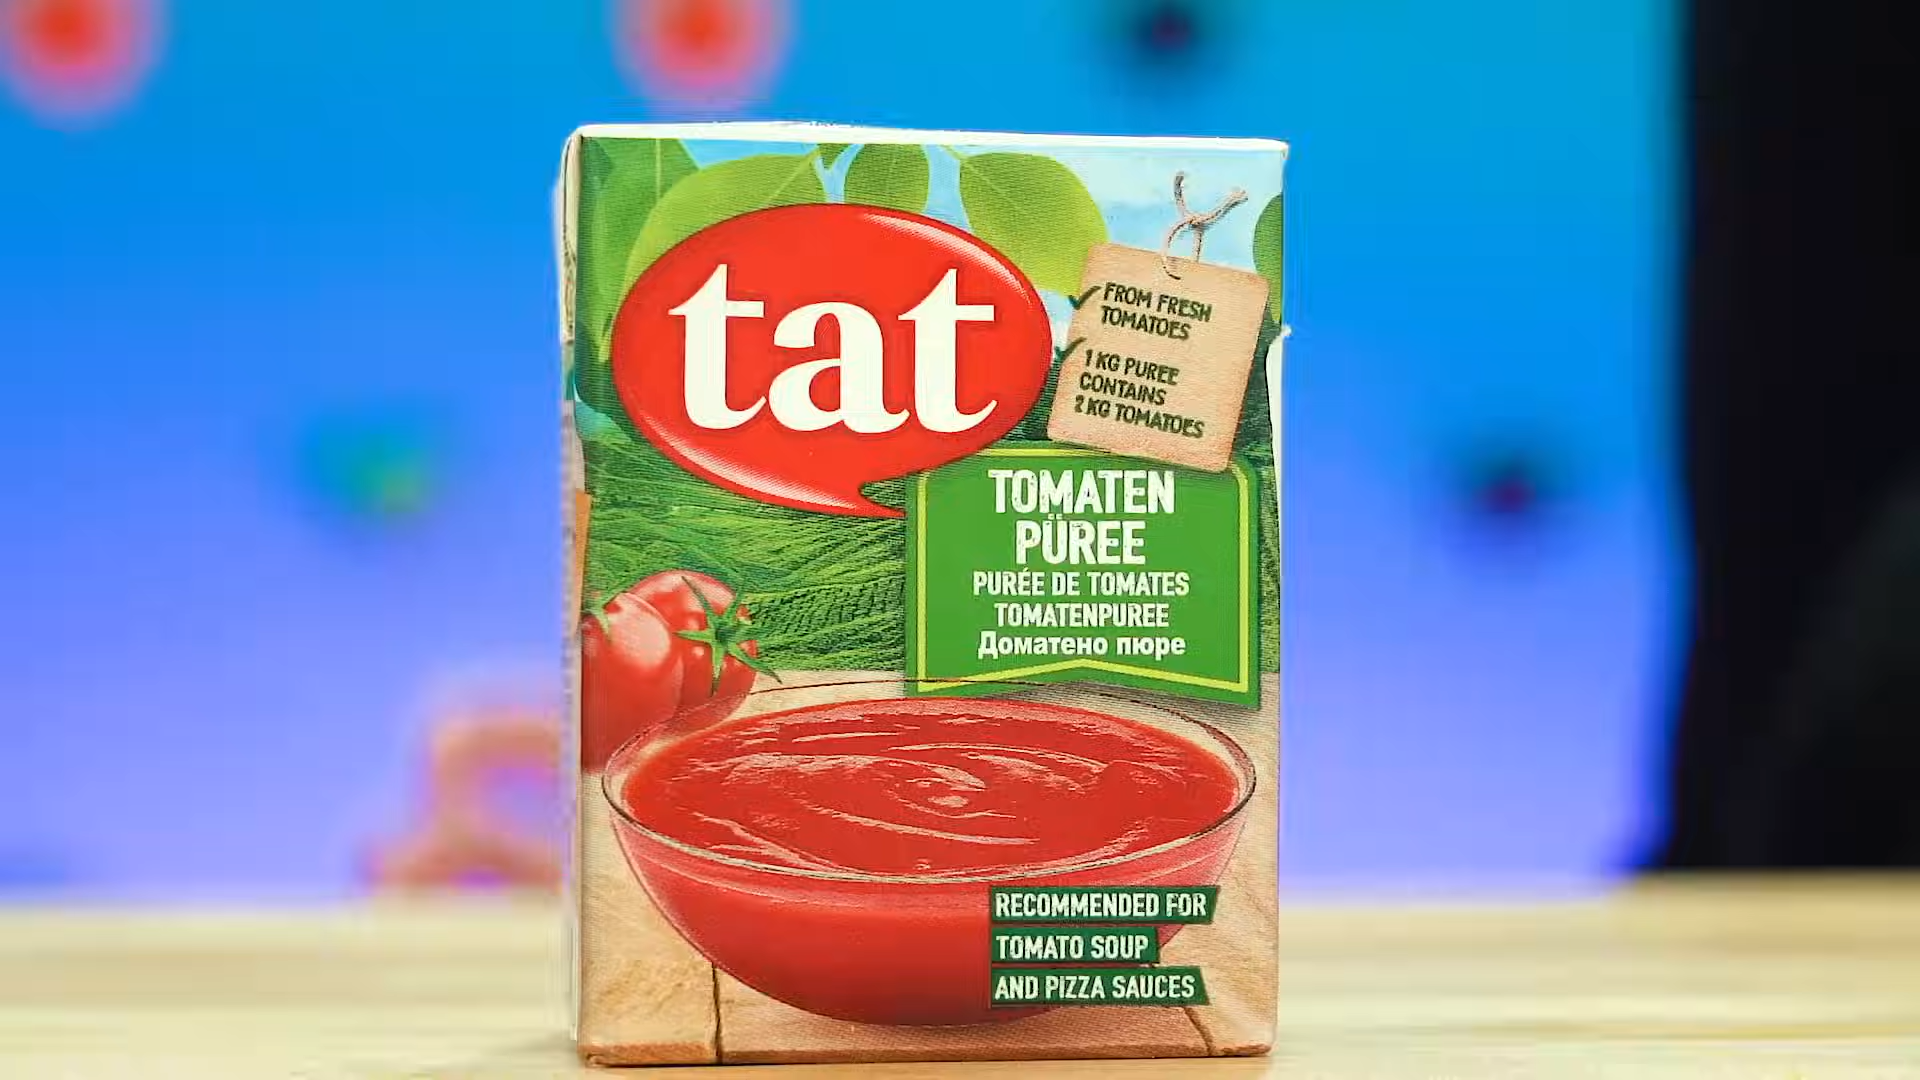 tat
FROM FRESH
TOMATOES
1 KG PUREE
CONTAINS
2 KG TOMATOES
TOMATEN
PÜREE
PURÉE DE TOMATES
TOMATENPUREE
Доматено пюре
RECOMMENDED FOR
TOMATO SOUP
AND PIZZA SAUCES